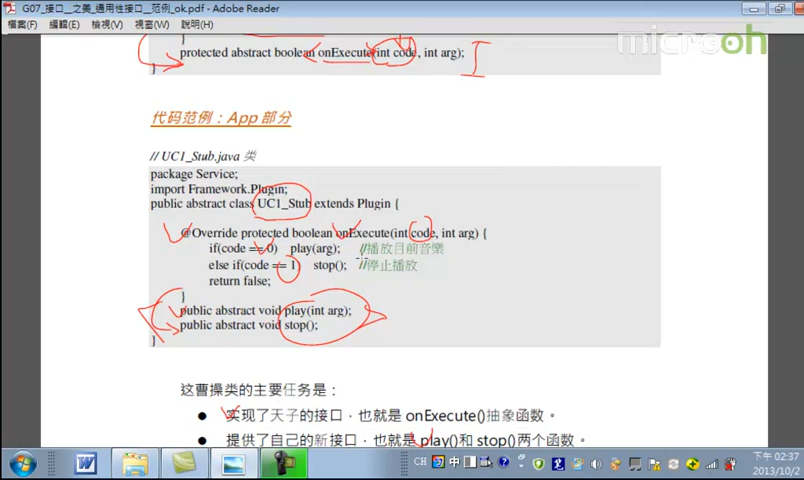 G07_接口__之美_通用性接口__范例_ok.pdf - Adobe Reader
檔案(F) 編輯(E) 檢視(V) 視窗(W) 說明(H)
microoh
}
protected abstract boolean onExecute(int code, int arg);
}
代码范例：App 部分
// UC1_Stub.java 类
package Service;
import Framework.Plugin;
public abstract class UC1_Stub extends Plugin {
@Override protected boolean onExecute(int code, int arg) {
if(code == 0) play(arg); //播放目前音樂
else if(code == 1) stop(); //停止播放
return false;
}
public abstract void play(int arg);
public abstract void stop();
}
这曹操类的主要任务是：
● 实现了天子的接口，也就是 onExecute()抽象函数。
● 提供了自己的新接口，也就是 play()和 stop()两个函数。
CH 中
下午 02:37
2013/10/2